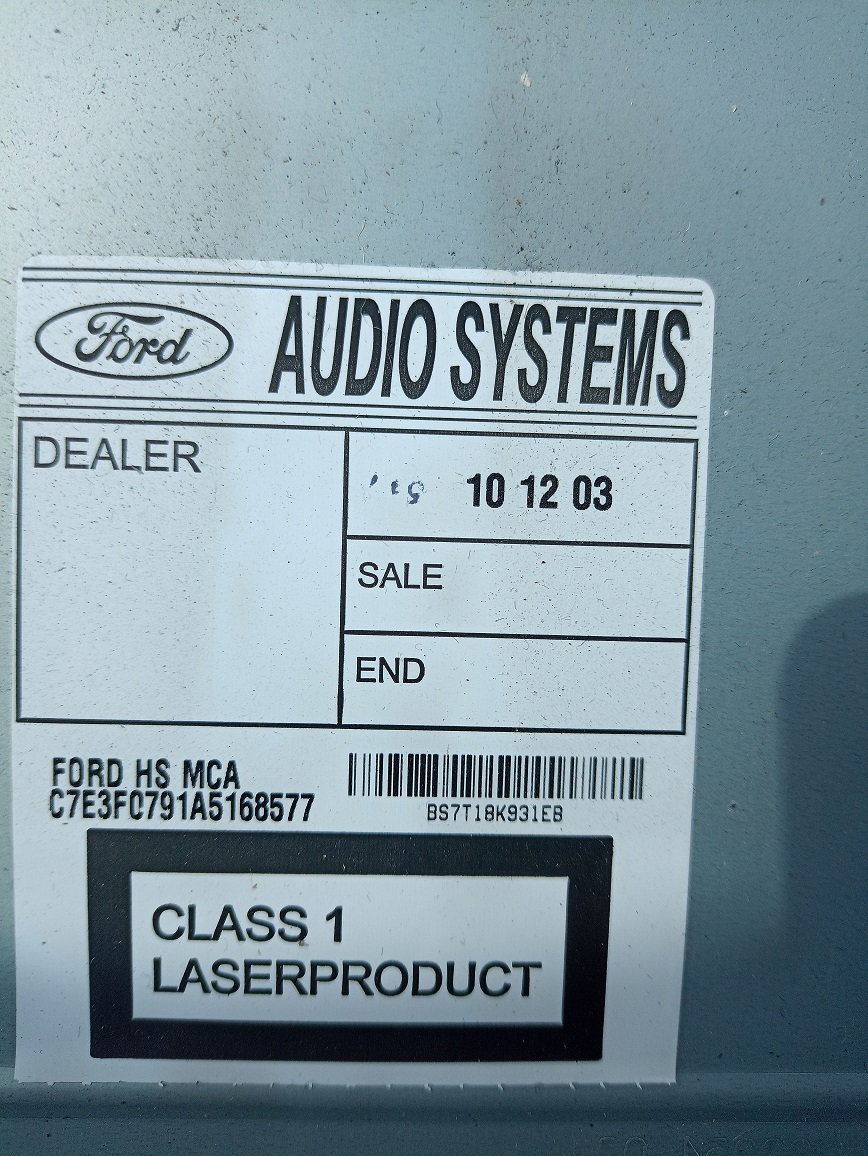 Ford AUDIO SYSTEMS
DEALER
10 12 03
SALE
END
FORD HS MCA
C7E3F0791A5168577
BS7T18K931EB
CLASS 1
LASERPRODUCT